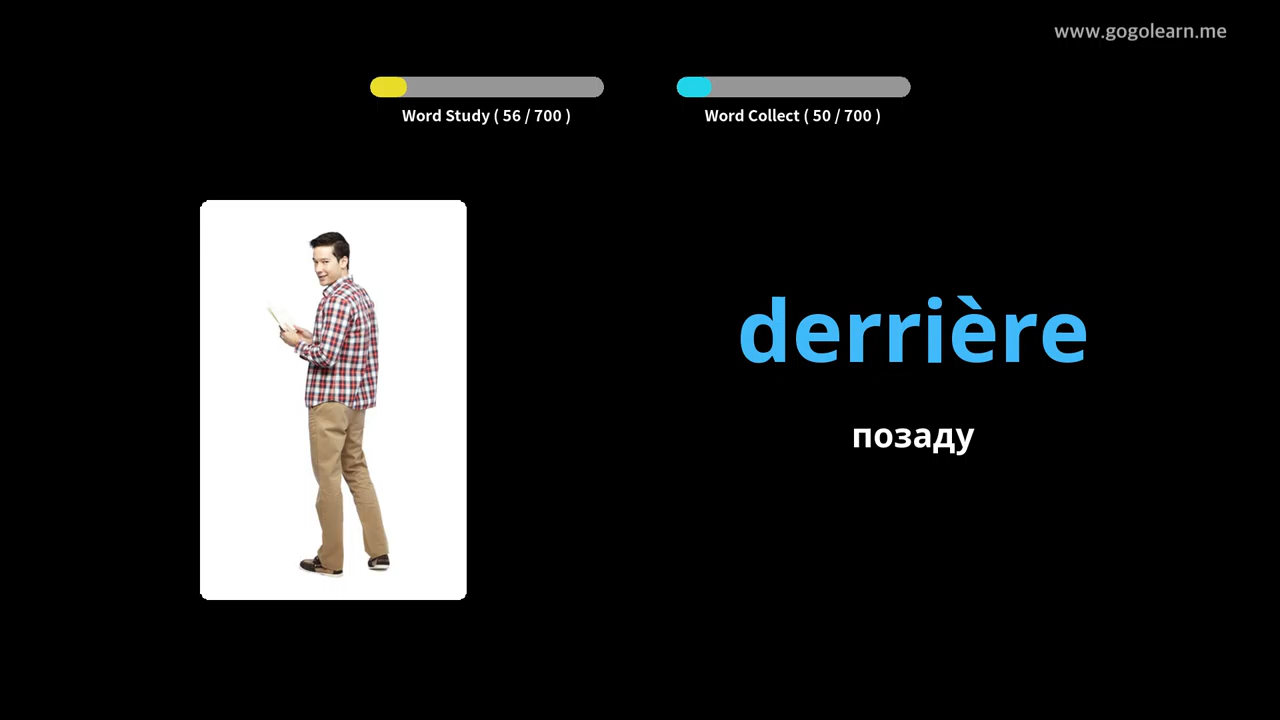 www.gogolearn.me
Word Study ( 56 / 700 )
Word Collect ( 50 / 700 )
derrière
позаду